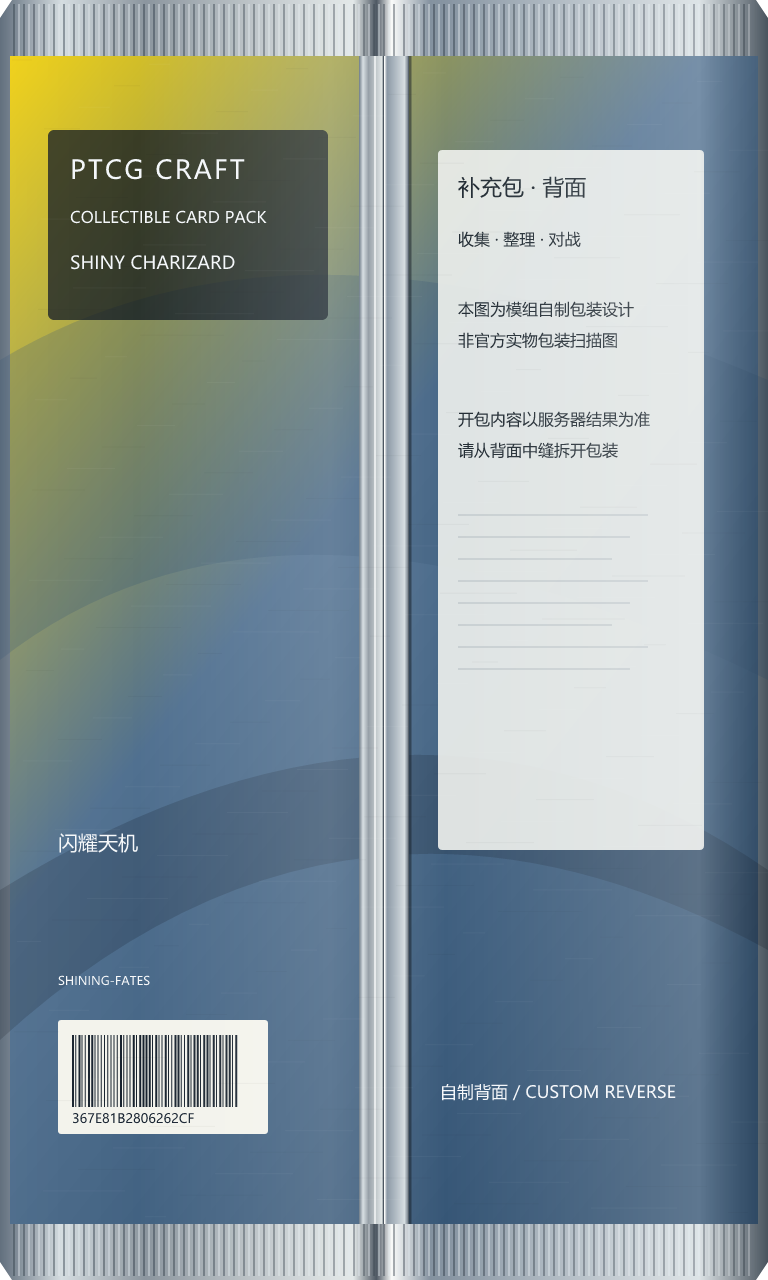 PTCG CRAFT
COLLECTIBLE CARD PACK
SHINY CHARIZARD
闪耀天机
SHINING-FATES
367E81B2806262CF
补充包 · 背面
收集 · 整理 · 对战
本图为模组自制包装设计
非官方实物包装扫描图
开包内容以服务器结果为准
请从背面中缝拆开包装
自制背面 / CUSTOM REVERSE